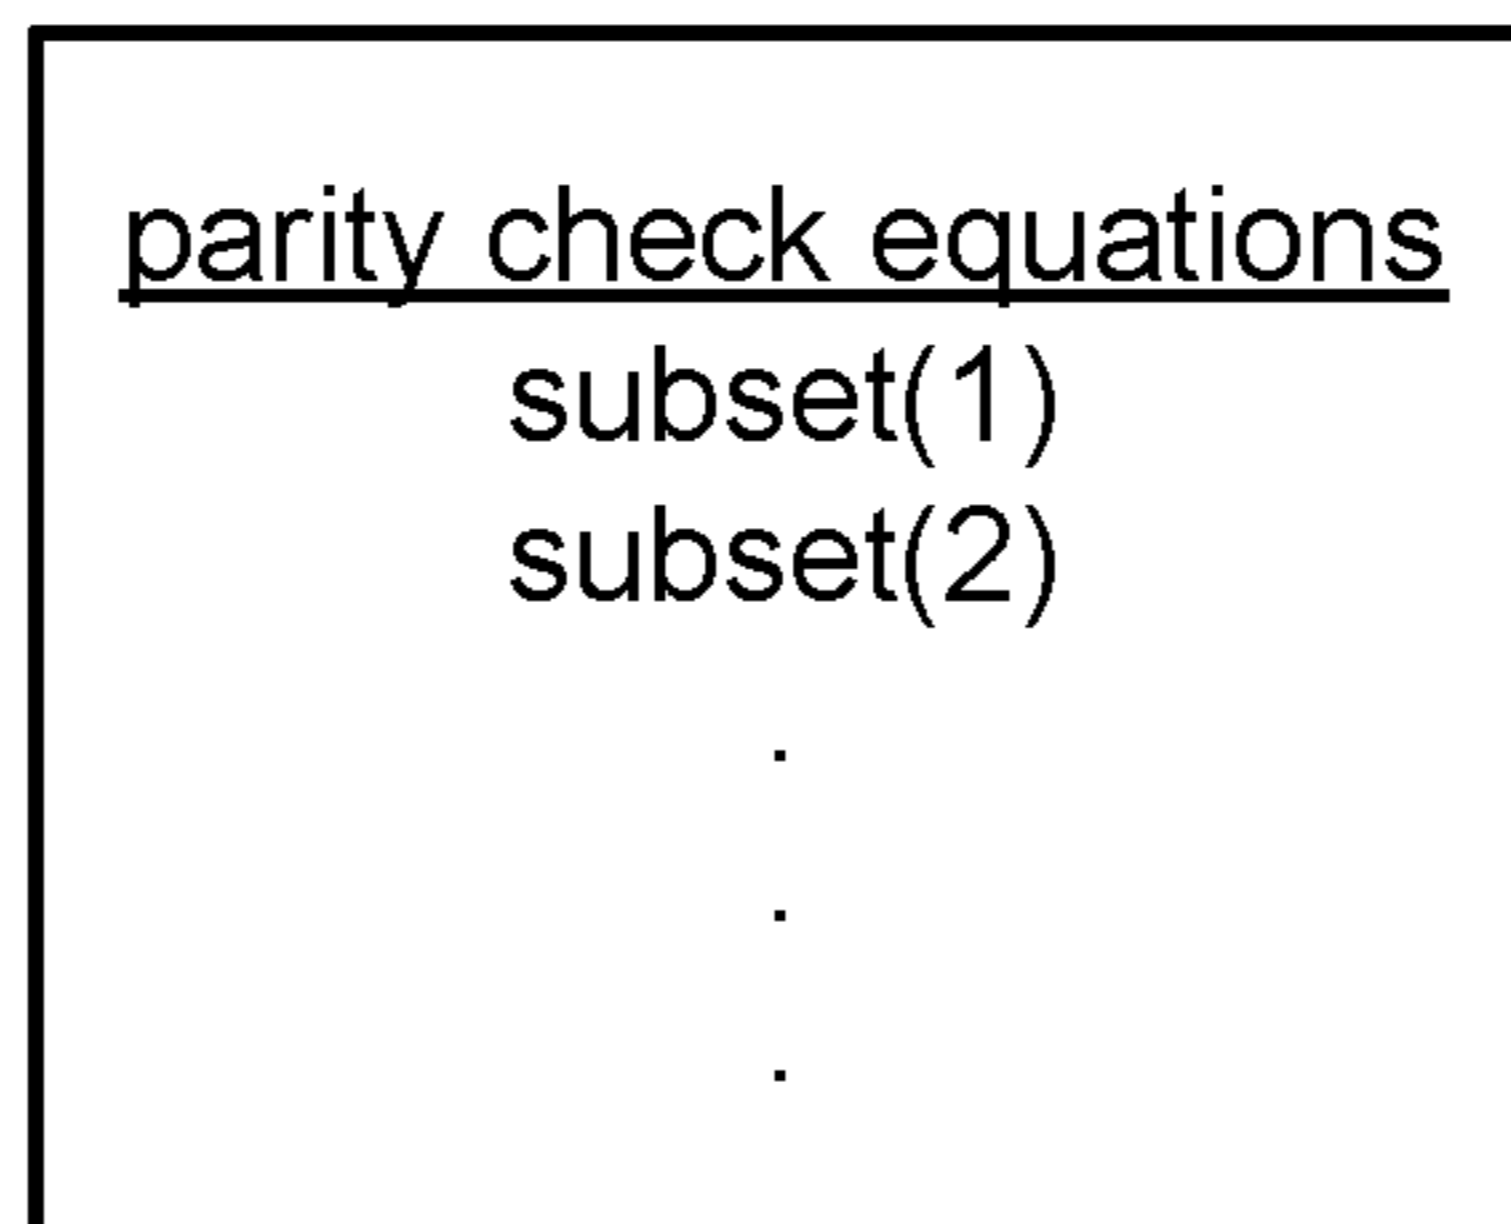 parity check equations
subset(1)
subset(2)
.
.
.